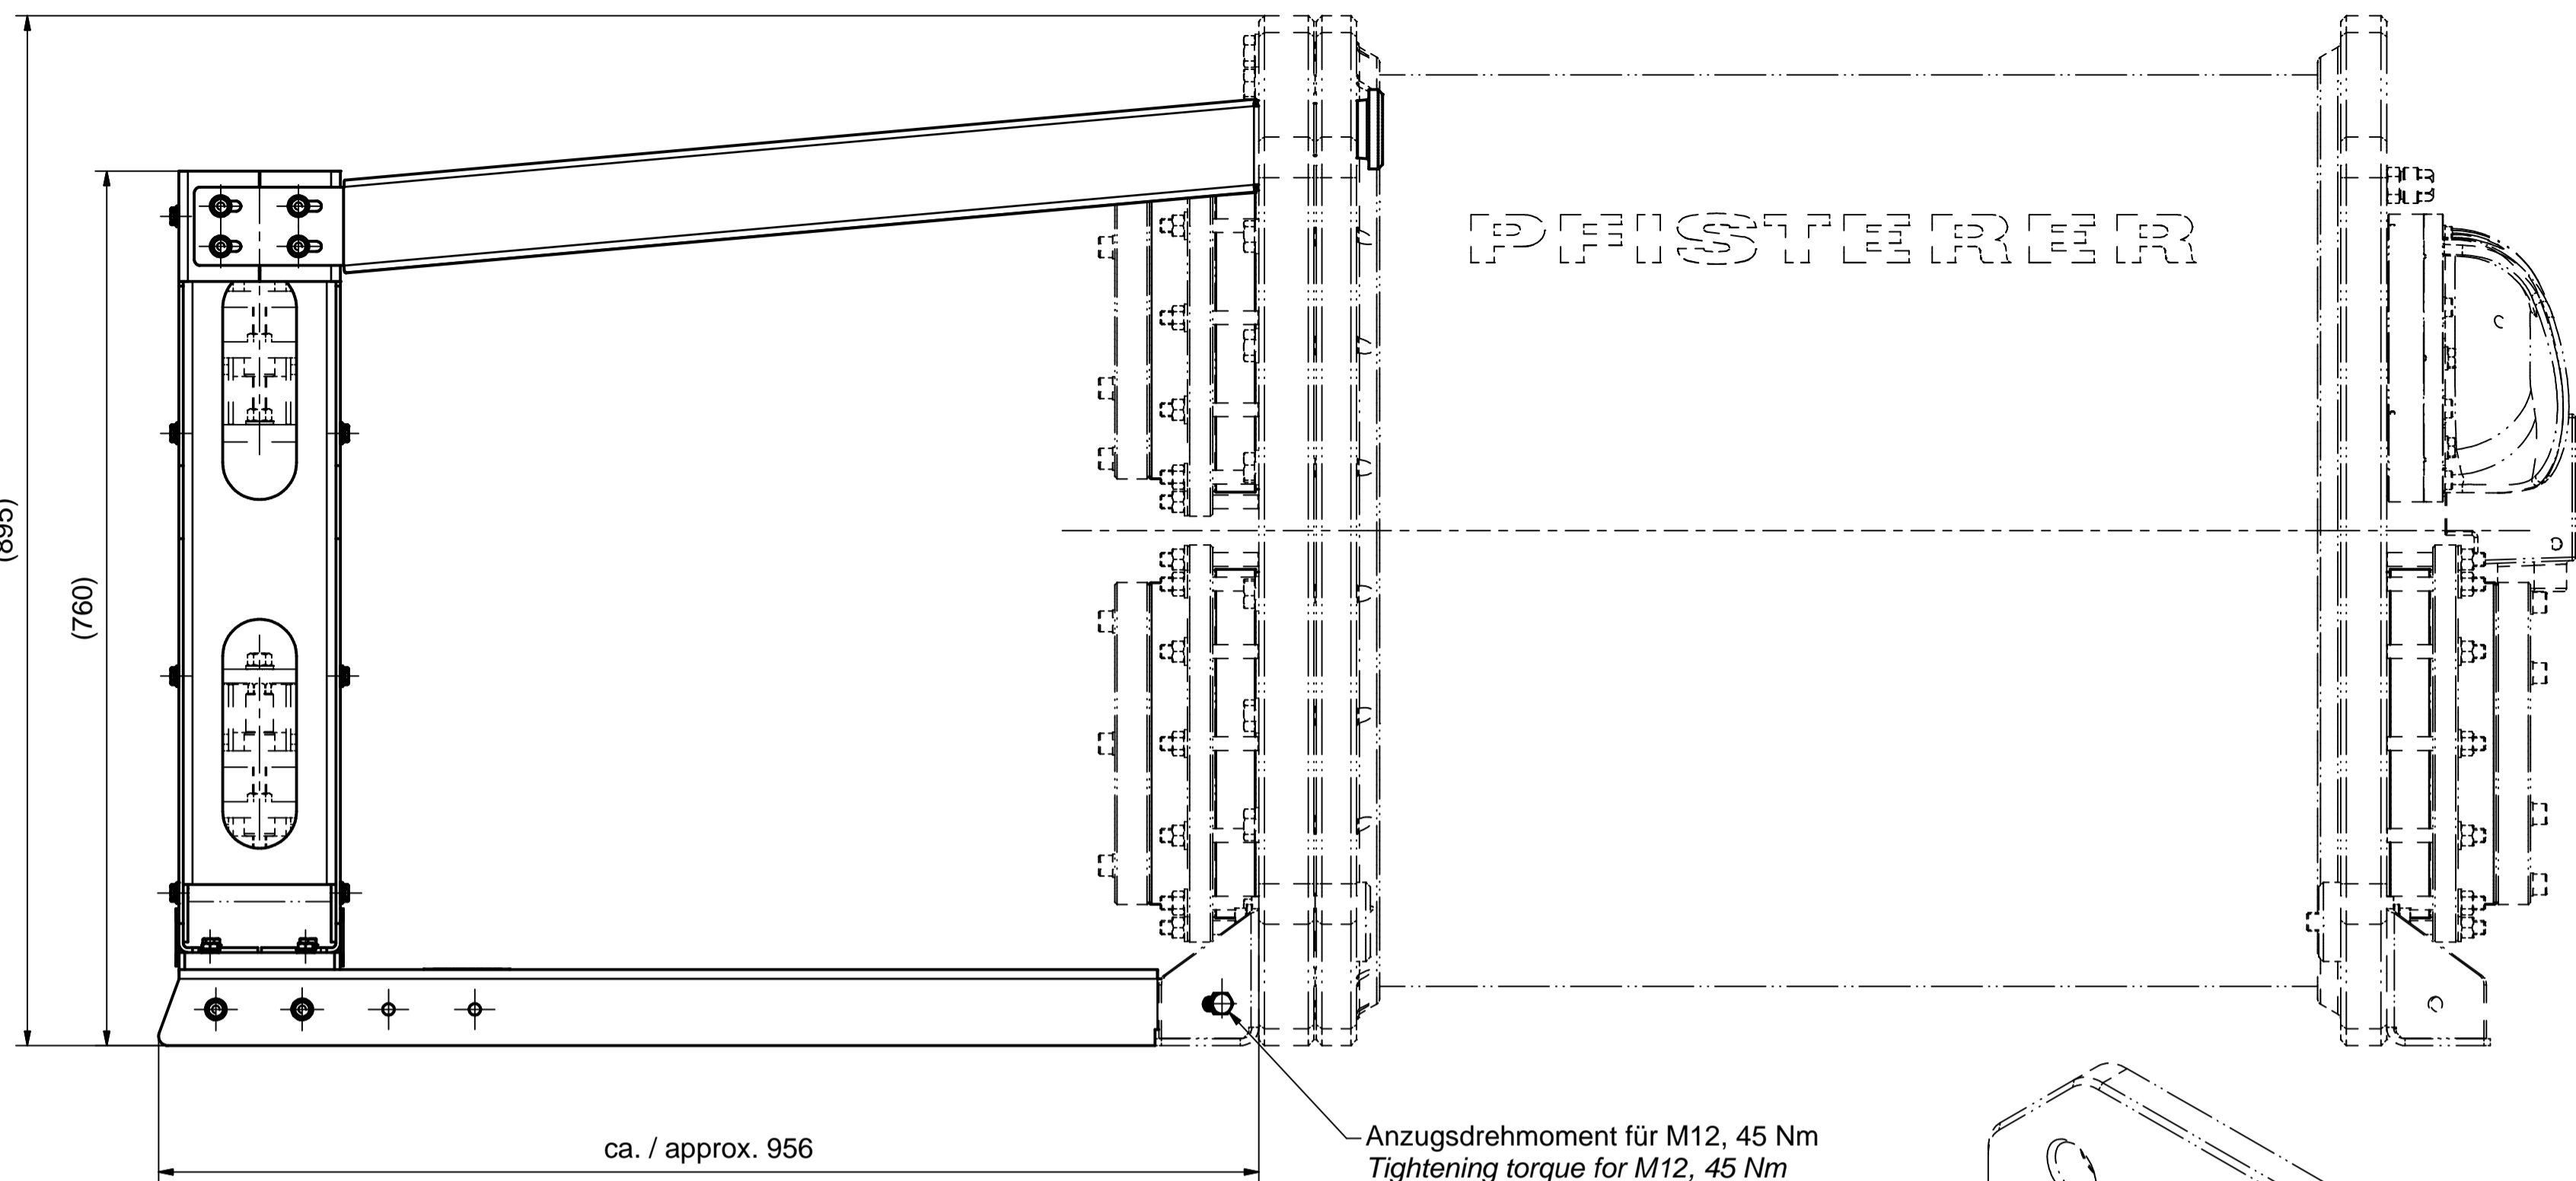 PFISTERER
(895)
(760)
ca. / approx. 956
Anzugsdrehmoment für M12, 45 Nm
Tightening torque for M12, 45 Nm